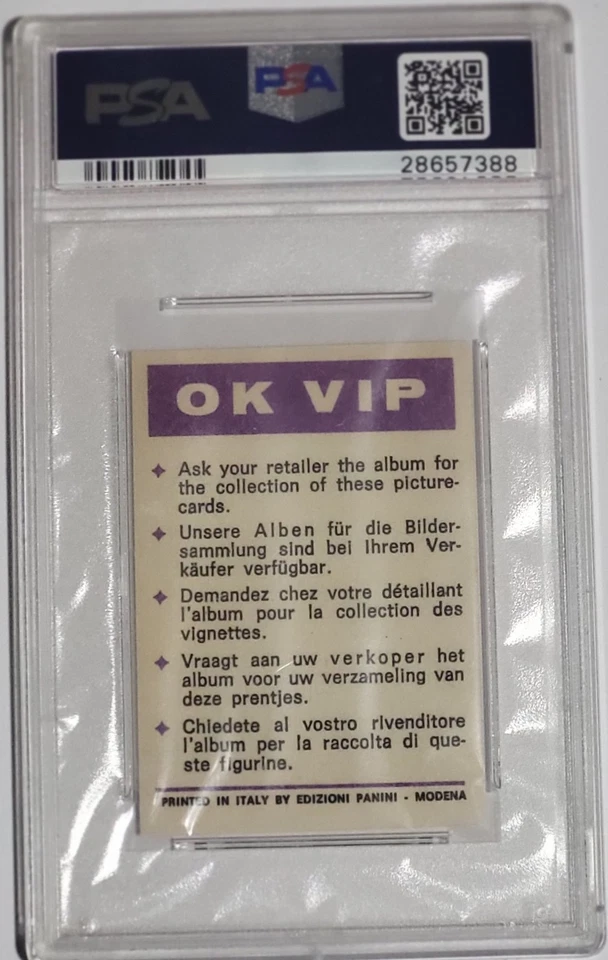 PSA PSA
28657388
OK VIP
✦ Ask your retailer the album for
the collection of these picture-
cards.
✦ Unsere Alben für die Bilder-
sammlung sind bei Ihrem Ver-
käufer verfügbar.
✦ Demandez chez votre détaillant
l'album pour la collection des
vignettes.
✦ Vraagt aan uw verkoper het
album voor uw verzameling van
deze prentjes.
✦ Chiedete al vostro rivenditore
l'album per la raccolta di que-
ste figurine.
PRINTED IN ITALY BY EDIZIONI PANINI - MODENA